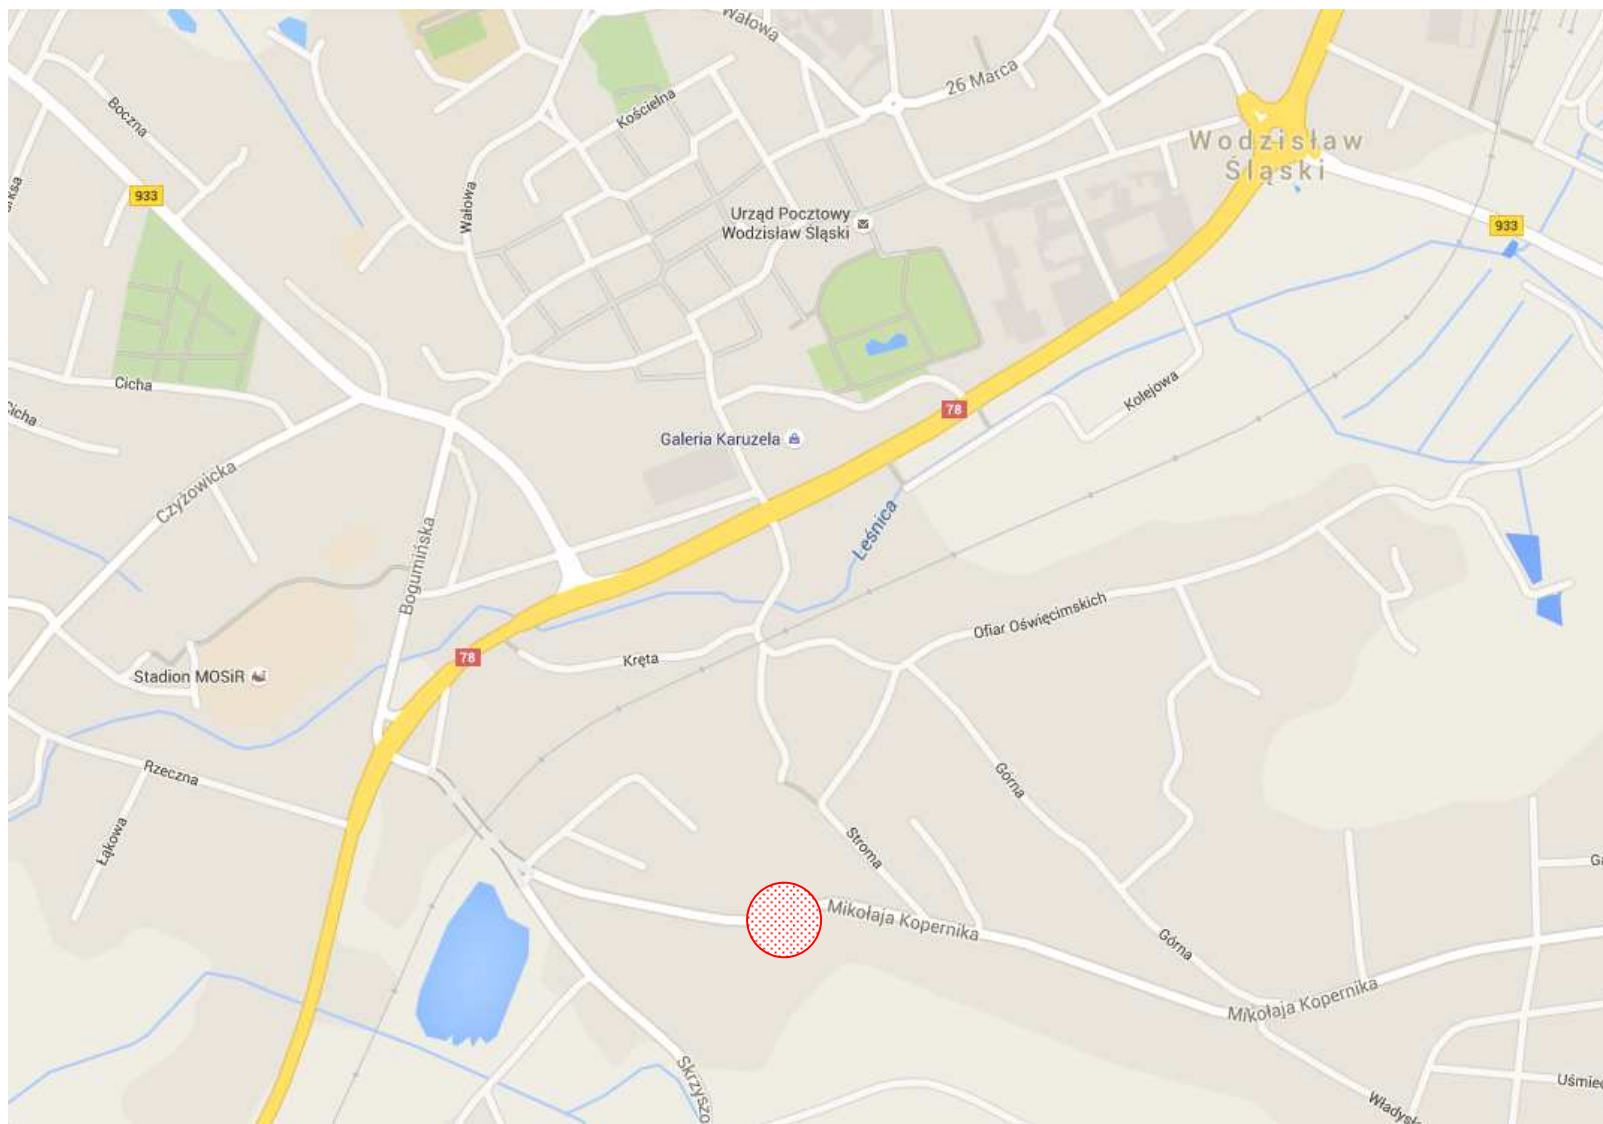 Wałowa
26 Marca
Boczna
Kościelna
Wodzisław
Śląski
933
Wałowa
Urząd Pocztowy
Wodzisław Śląski
933
Cicha
Kolejowa
78
Cicha
Galeria Karuzela
Czyżowicka
Leśnica
Bogumińska
Ofiar Oświęcimskich
78
Kręta
Stadion MOSiR
Rzeczna
Górna
Łąkowa
Stroma
Mikołaja Kopernika
Górna
Mikołaja Kopernika
Skrzyszo
Uśmiec